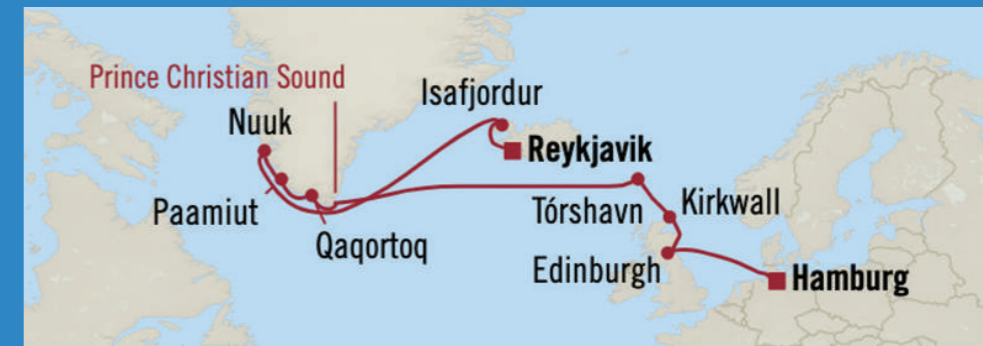 Prince Christian Sound
Isafjordur
Nuuk
Reykjavik
Paamiut
Tórshavn
Kirkwall
Qaqortoq
Edinburgh
Hamburg